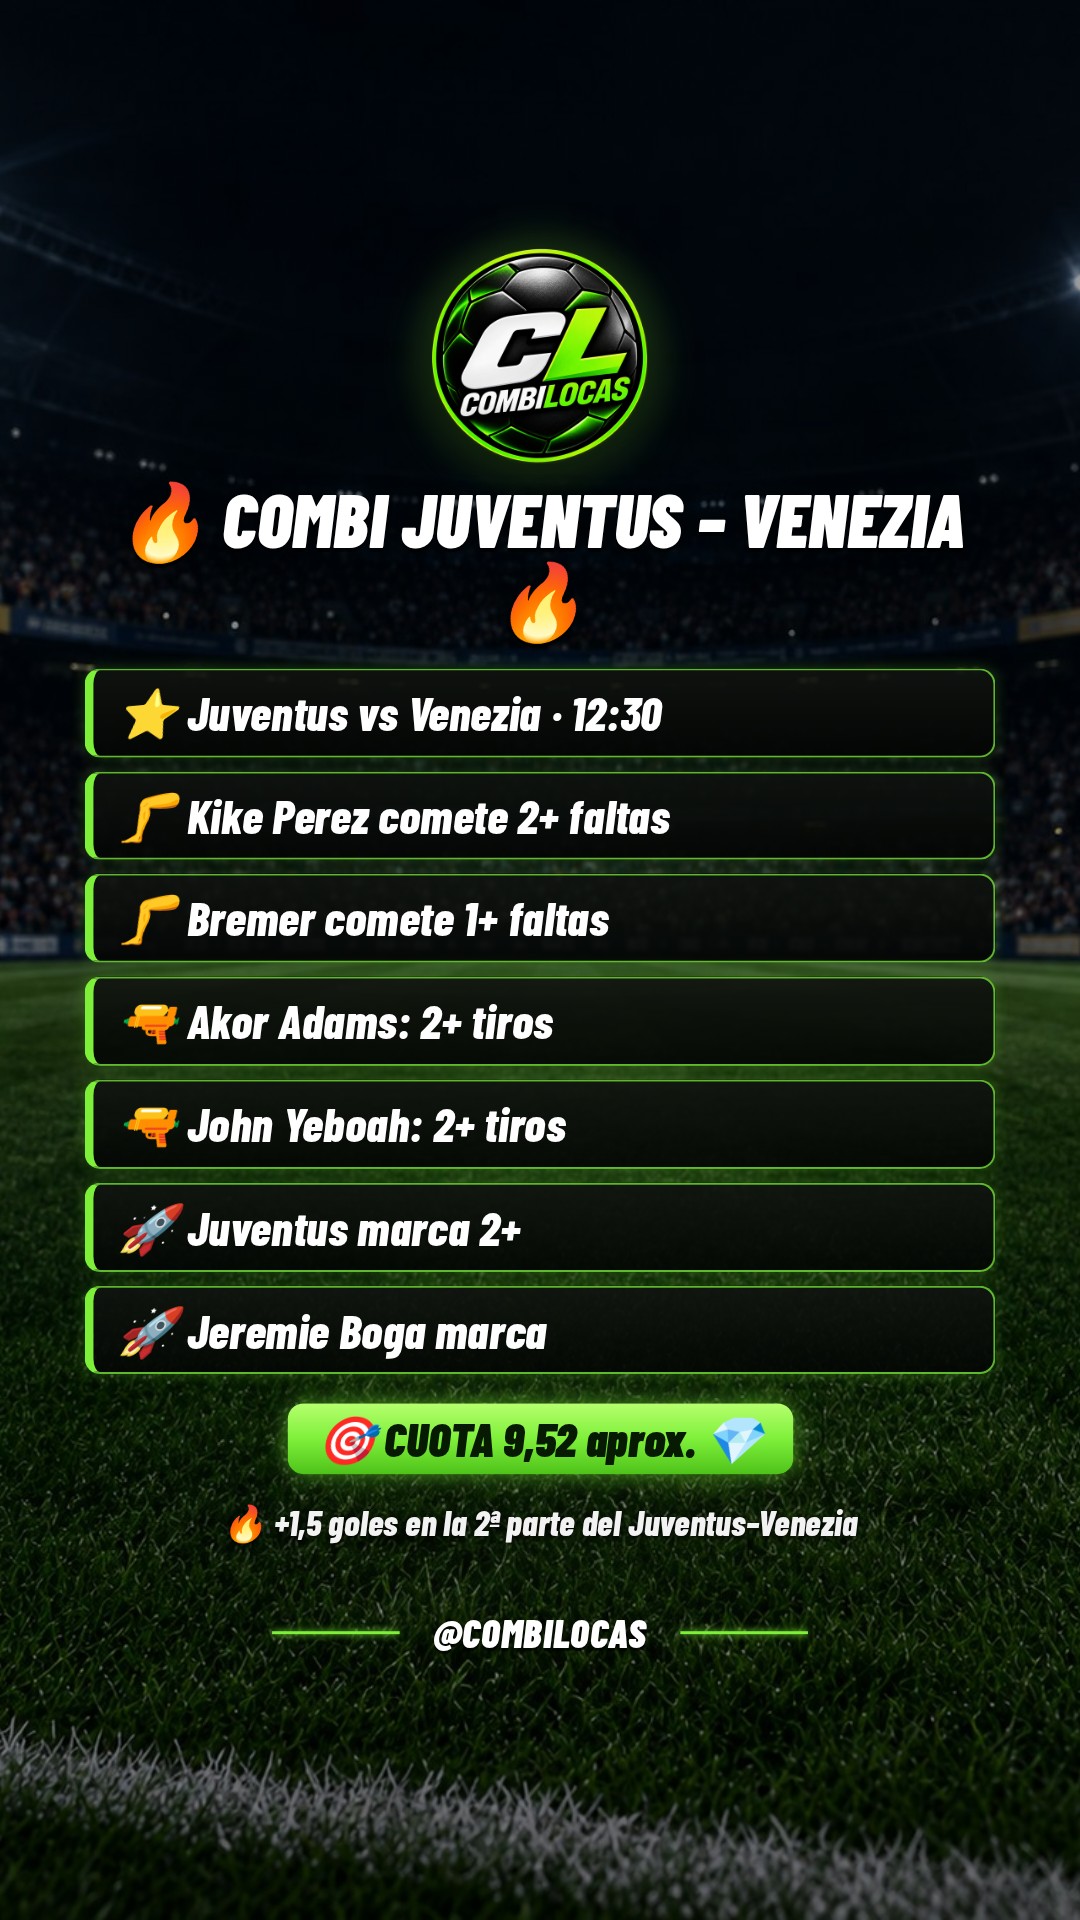 CL
COMBILOCAS
🔥 COMBI JUVENTUS - VENEZIA
🔥
⭐ Juventus vs Venezia · 12:30
🦵 Kike Perez comete 2+ faltas
🦵 Bremer comete 1+ faltas
🔫 Akor Adams: 2+ tiros
🔫 John Yeboah: 2+ tiros
🚀 Juventus marca 2+
🚀 Jeremie Boga marca
🎯 CUOTA 9,52 aprox. 💎
🔥 +1,5 goles en la 2ª parte del Juventus-Venezia
@COMBILOCAS